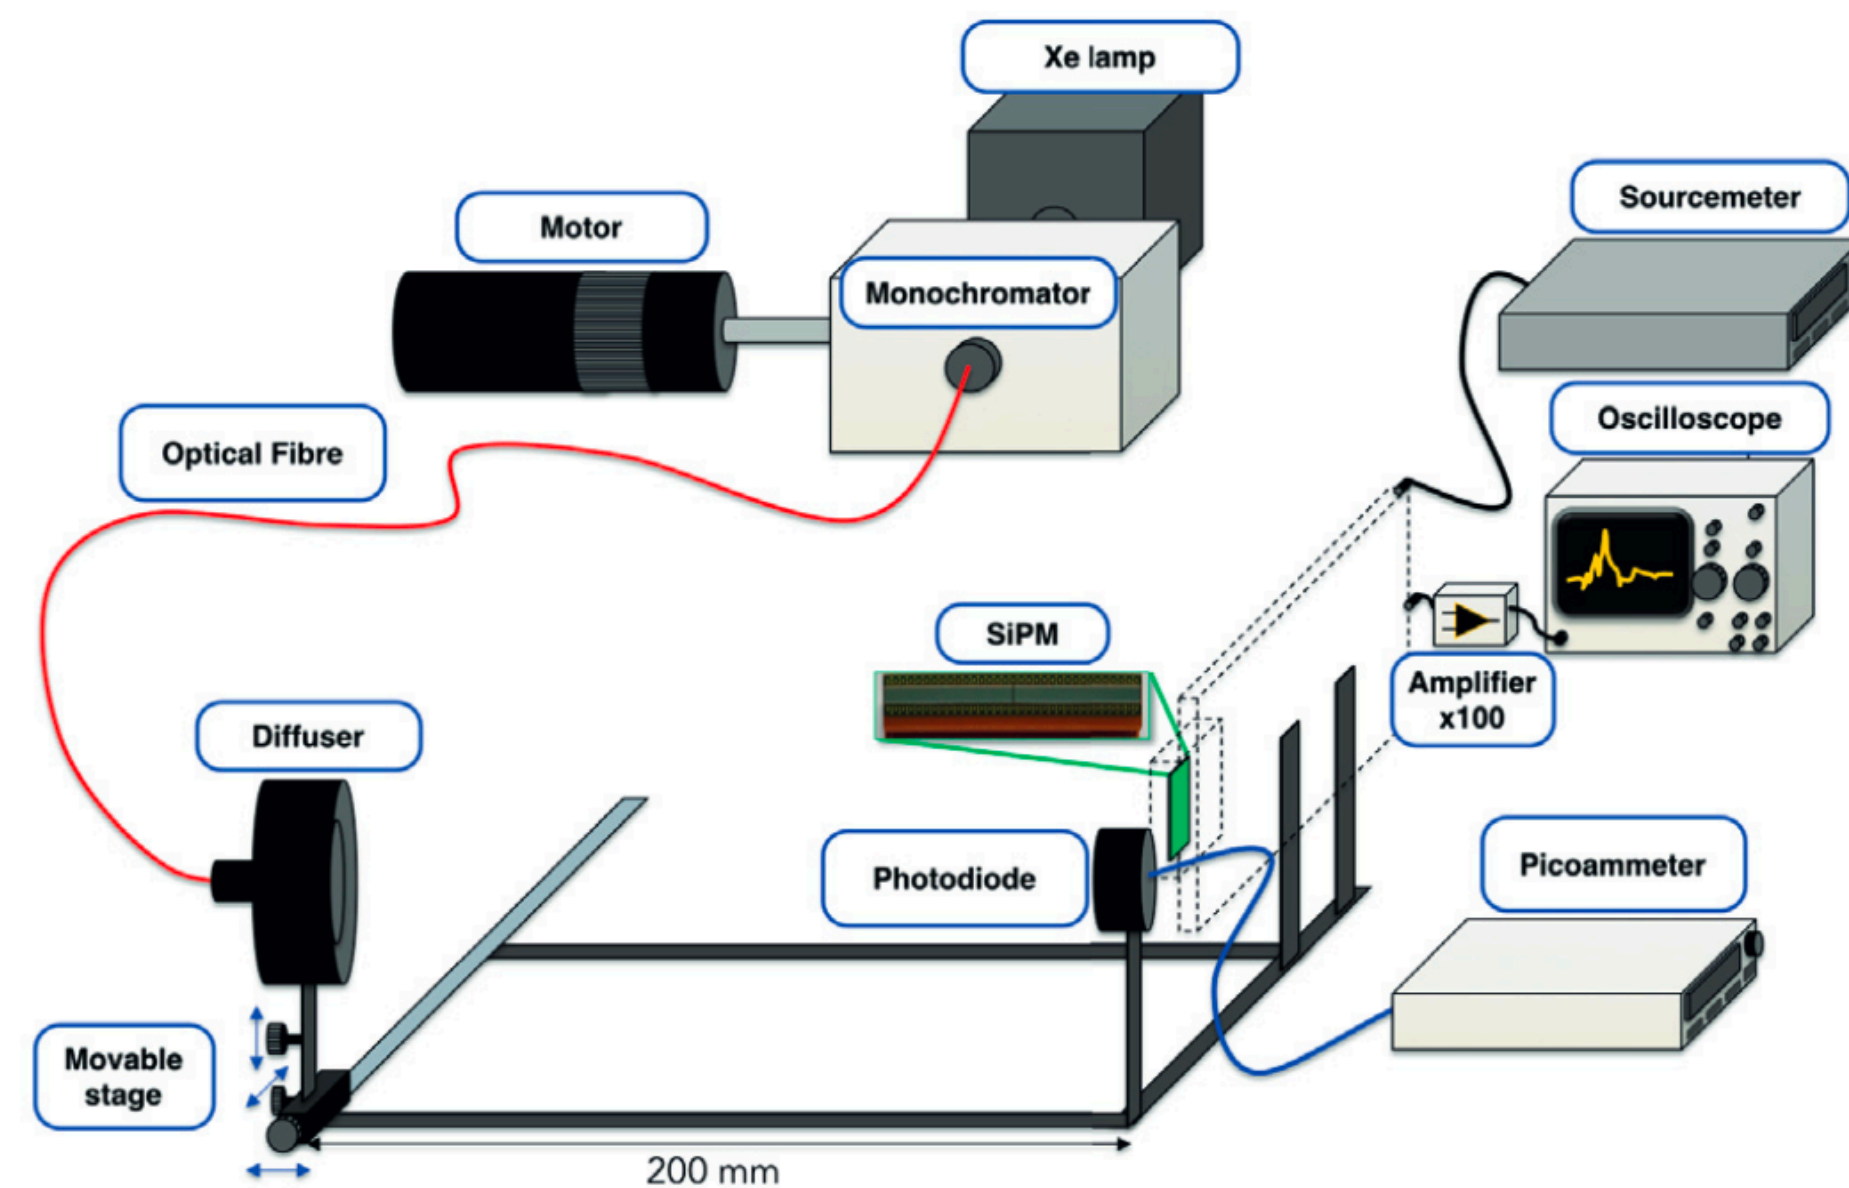 Xe lamp
Motor
Sourcemeter
Monochromator
Optical Fibre
Oscilloscope
SiPM
Amplifier
x100
Diffuser
Photodiode
Picoammeter
Movable
stage
200 mm